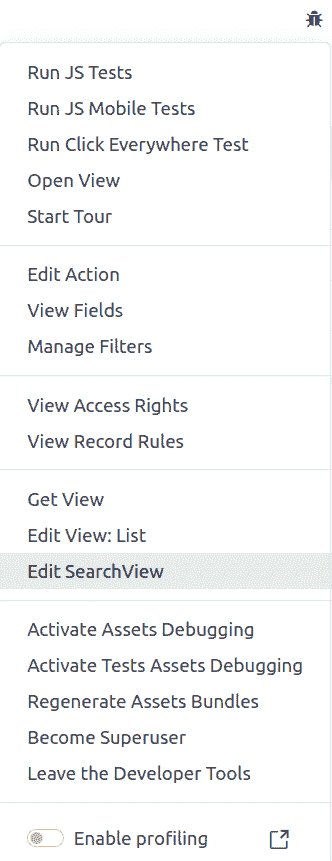 Run JS Tests
Run JS Mobile Tests
Run Click Everywhere Test
Open View
Start Tour
Edit Action
View Fields
Manage Filters
View Access Rights
View Record Rules
Get View
Edit View: List
Edit SearchView
Activate Assets Debugging
Activate Tests Assets Debugging
Regenerate Assets Bundles
Become Superuser
Leave the Developer Tools
Enable profiling